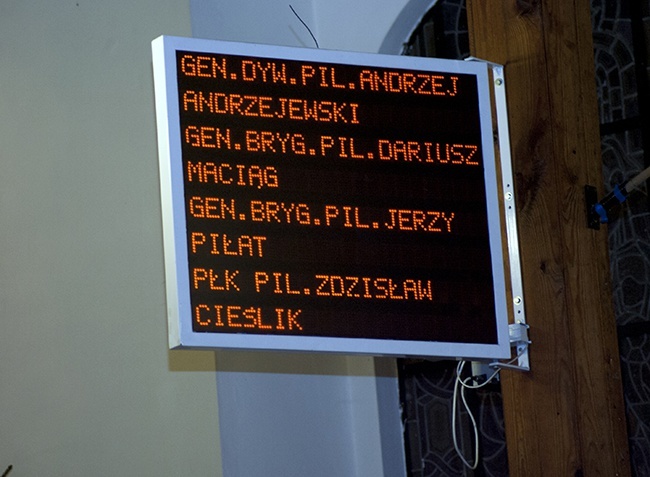 GEN.DYW.PIL.ANDRZEJ
ANDRZEJEWSKI
GEN.BRYG.PIL.DARIUSZ
MACIĄG
GEN.BRYG.PIL.JERZY
PIŁAT
PŁK PIL.ZDZISŁAW
CIEŚLIK